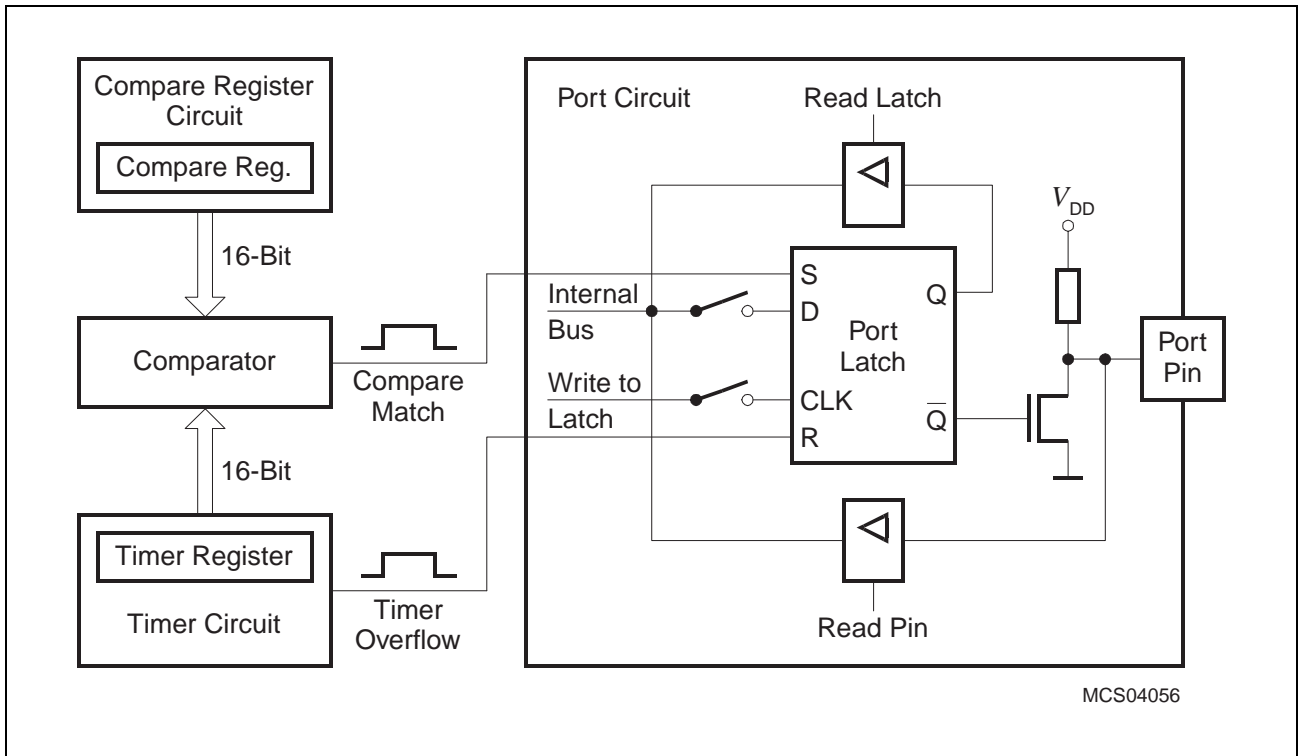 Compare Register
Circuit
Compare Reg.
16-Bit
Comparator
Compare
Match
16-Bit
Timer Register
Timer Circuit
Timer
Overflow
Port Circuit
Read Latch
Internal
Bus
Write to
Latch
S
D
CLK
R
Port
Latch
Q
Q̅
VDD
Port
Pin
Read Pin
MCS04056